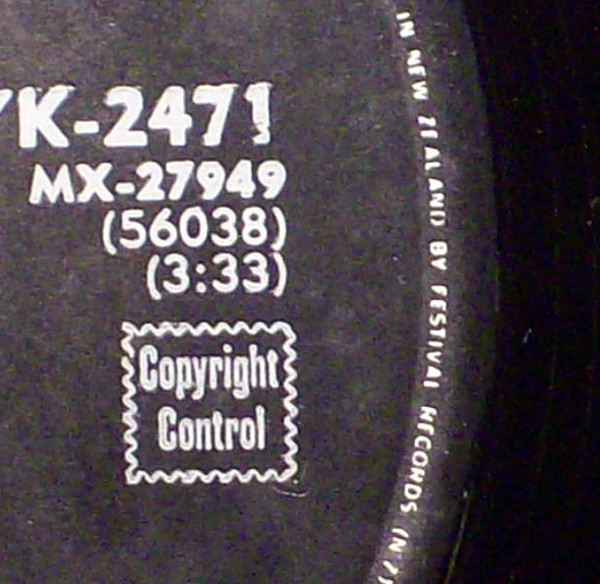 K-2471
MX-27949
(56038)
(3:33)
Copyright
Control
IN NEW ZEALAND BY FESTIVAL RECORDS (N Z)